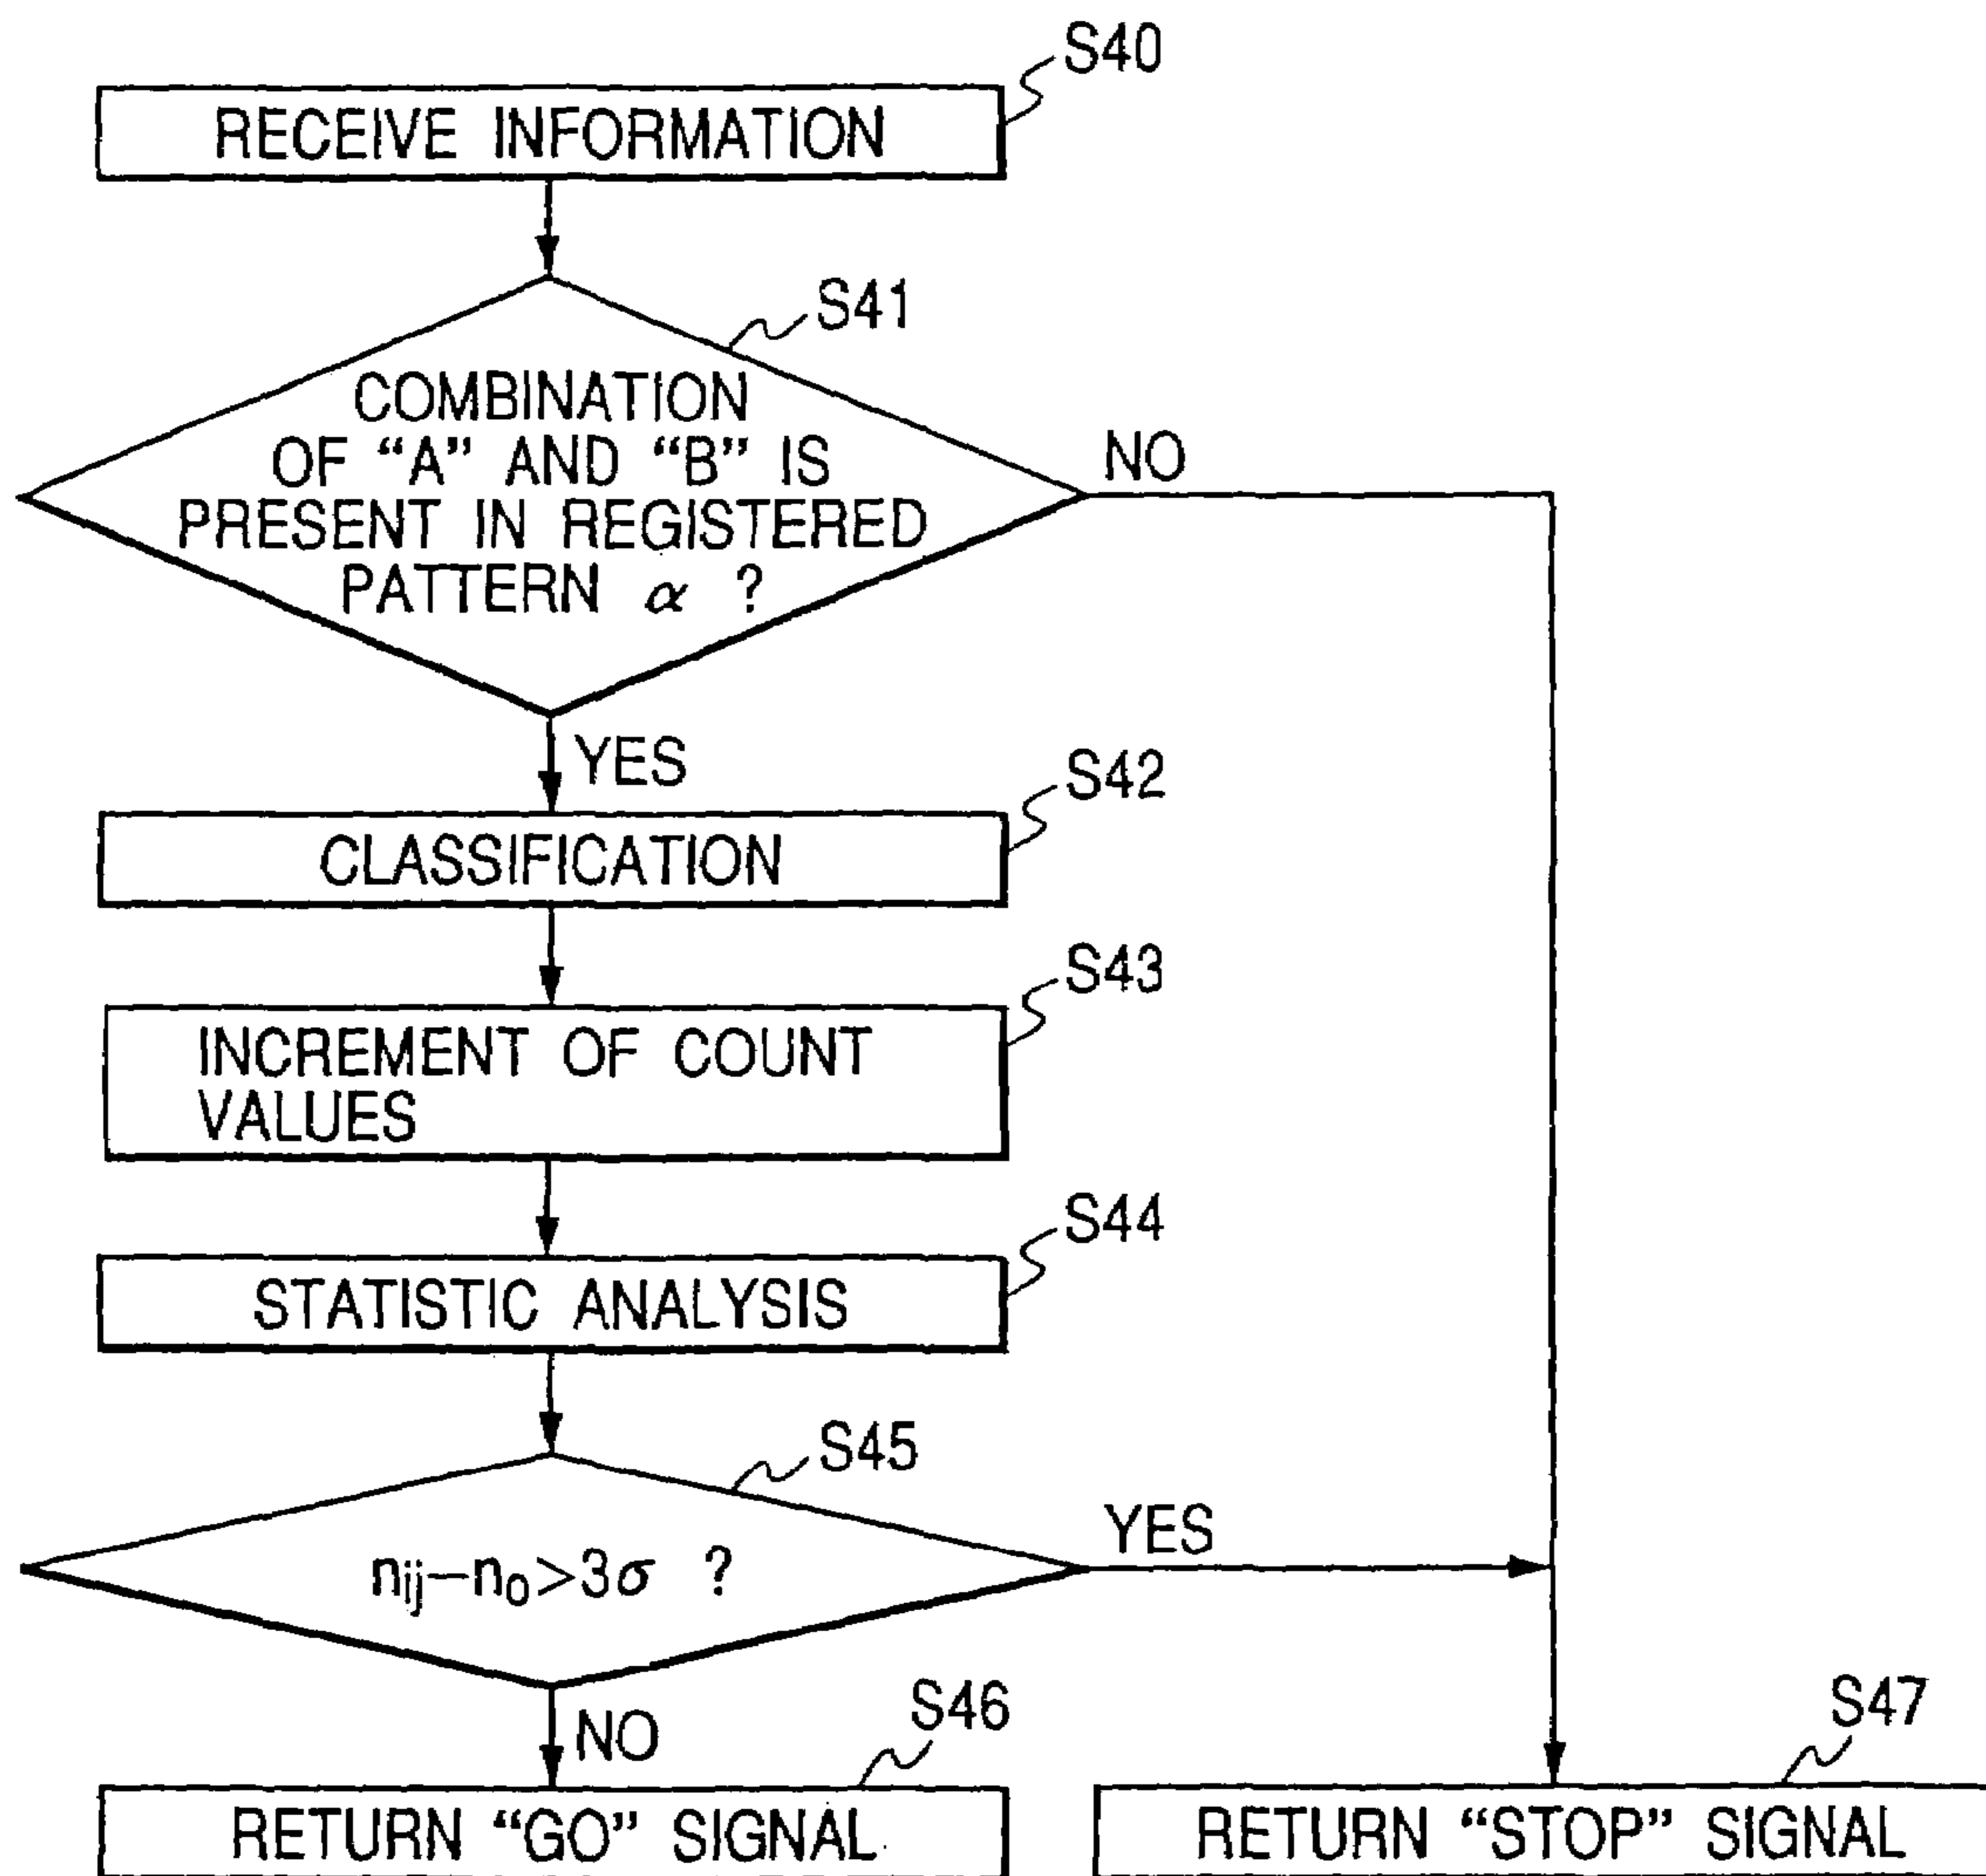 S40
RECEIVE INFORMATION
S41
COMBINATION
OF “A” AND “B” IS
PRESENT IN REGISTERED
PATTERN α ?
NO
YES
S42
CLASSIFICATION
S43
INCREMENT OF COUNT
VALUES
S44
STATISTIC ANALYSIS
S45
nij−n0>3σ ?
YES
NO
S46
S47
RETURN “GO” SIGNAL
RETURN “STOP” SIGNAL